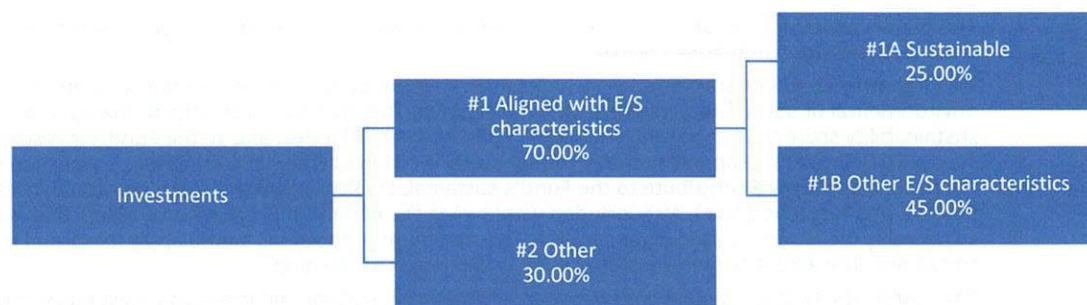 Investments
#1 Aligned with E/S
characteristics
70.00%
#2 Other
30.00%
#1A Sustainable
25.00%
#1B Other E/S characteristics
45.00%